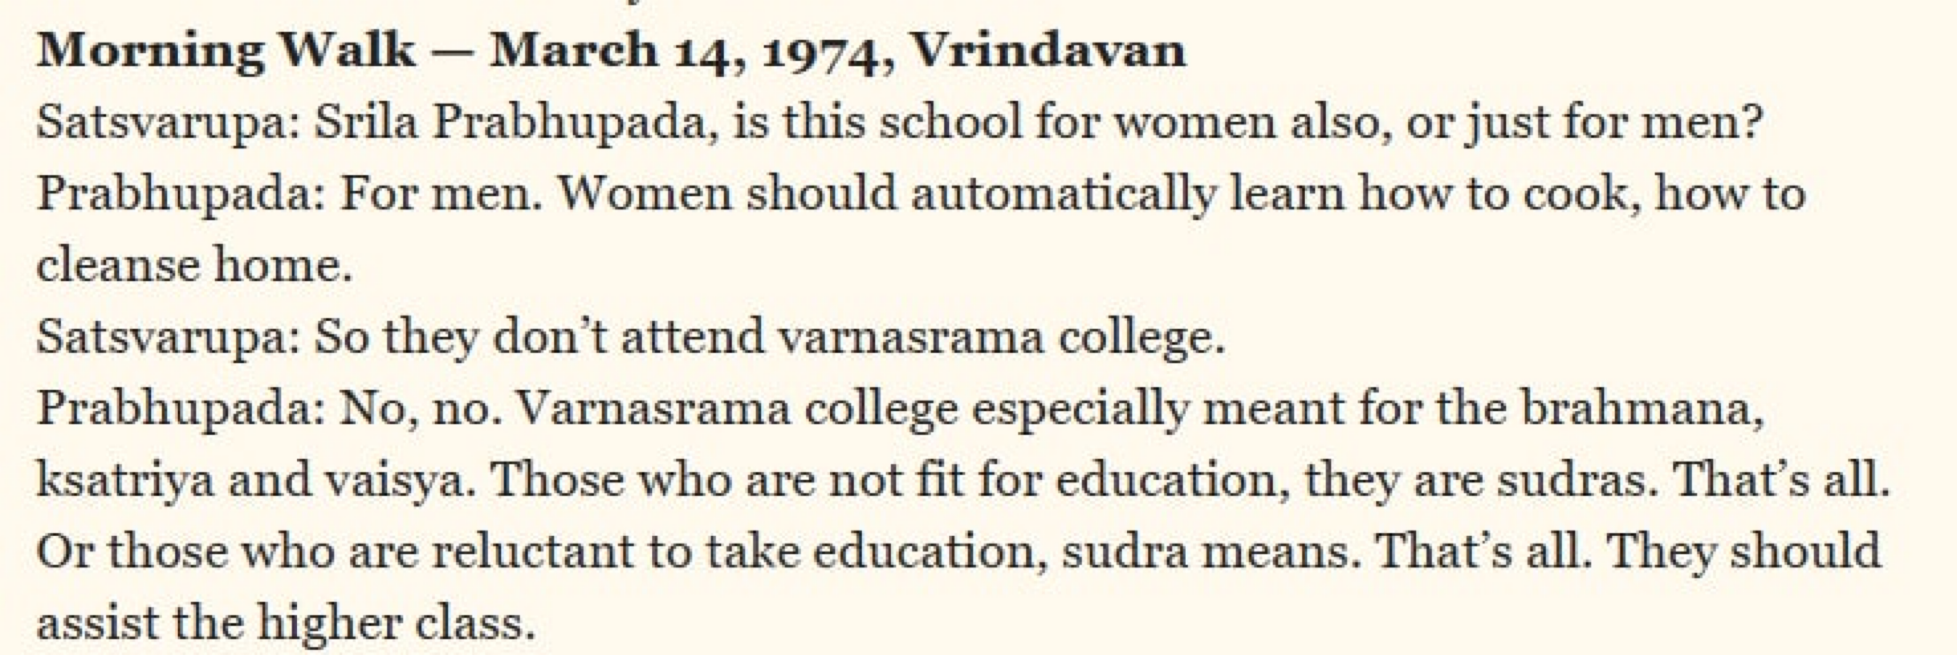 Morning Walk — March 14, 1974, Vrindavan
Satsvarupa: Srila Prabhupada, is this school for women also, or just for men?
Prabhupada: For men. Women should automatically learn how to cook, how to
cleanse home.
Satsvarupa: So they don’t attend varnasrama college.
Prabhupada: No, no. Varnasrama college especially meant for the brahmana,
ksatriya and vaisya. Those who are not fit for education, they are sudras. That’s all.
Or those who are reluctant to take education, sudra means. That’s all. They should
assist the higher class.